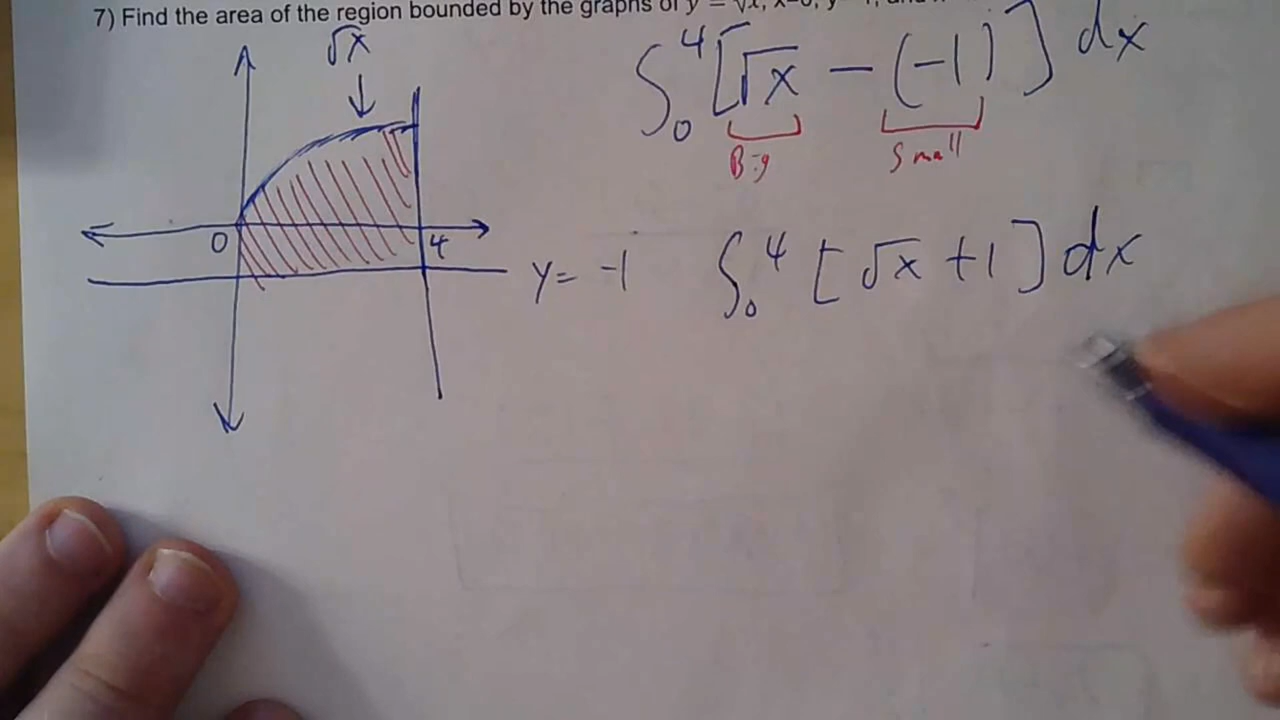 7) Find the area of the region bounded by the graphs of y = √x, x=0, y
√x
∫₀⁴ [√x − (−1)] dx
Big
Small
0
4
y = −1
∫₀⁴ [√x + 1] dx